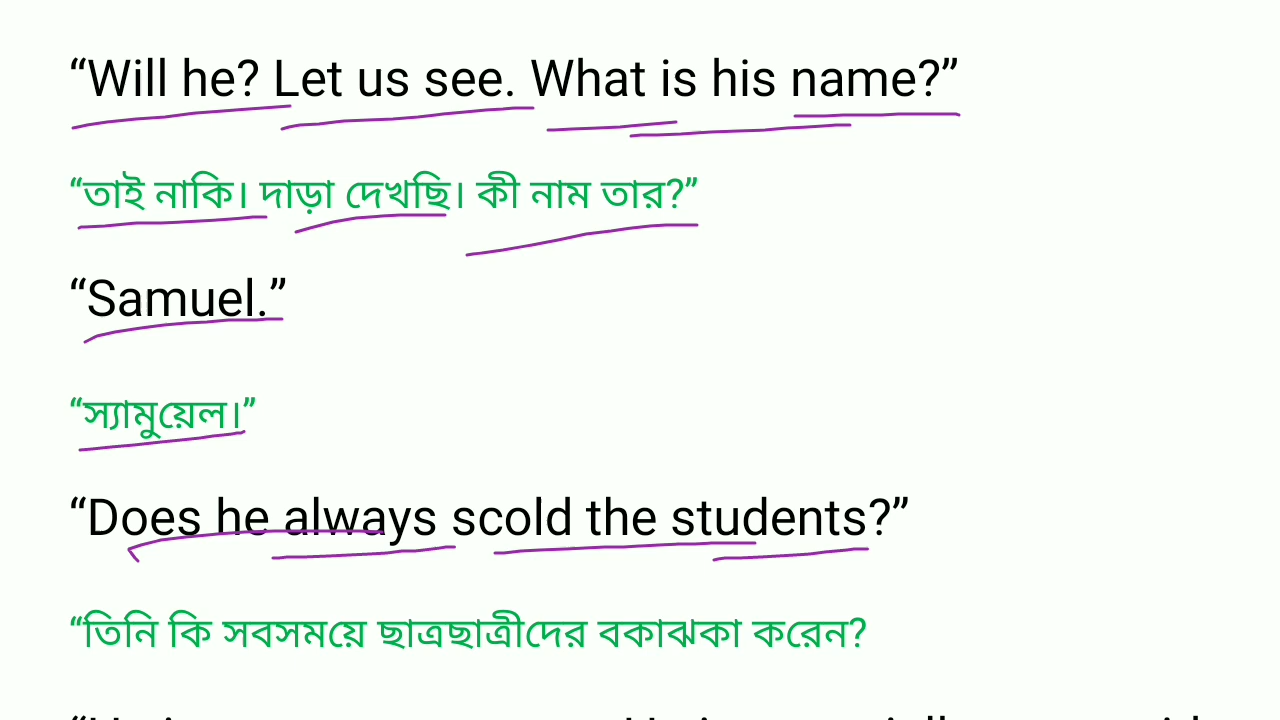 “Will he? Let us see. What is his name?”
“তাই নাকি। দাড়া দেখছি। কী নাম তার?”
“Samuel.”
“স্যামুয়েল।”
“Does he always scold the students?”
“তিনি কি সবসময়ে ছাত্রছাত্রীদের বকাঝকা করেন?